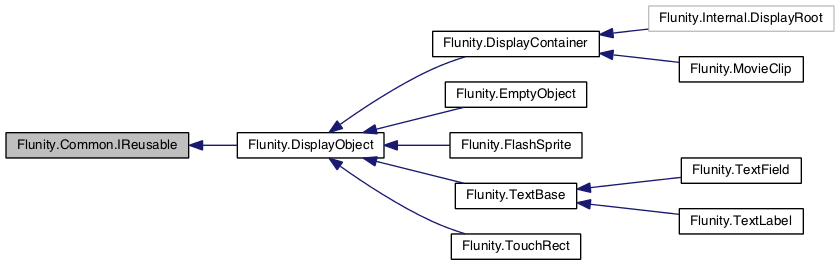 Flunity.Internal.DisplayRoot
Flunity.DisplayContainer
Flunity.MovieClip
Flunity.EmptyObject
Flunity.Common.IReusable
Flunity.DisplayObject
Flunity.FlashSprite
Flunity.TextField
Flunity.TextBase
Flunity.TextLabel
Flunity.TouchRect